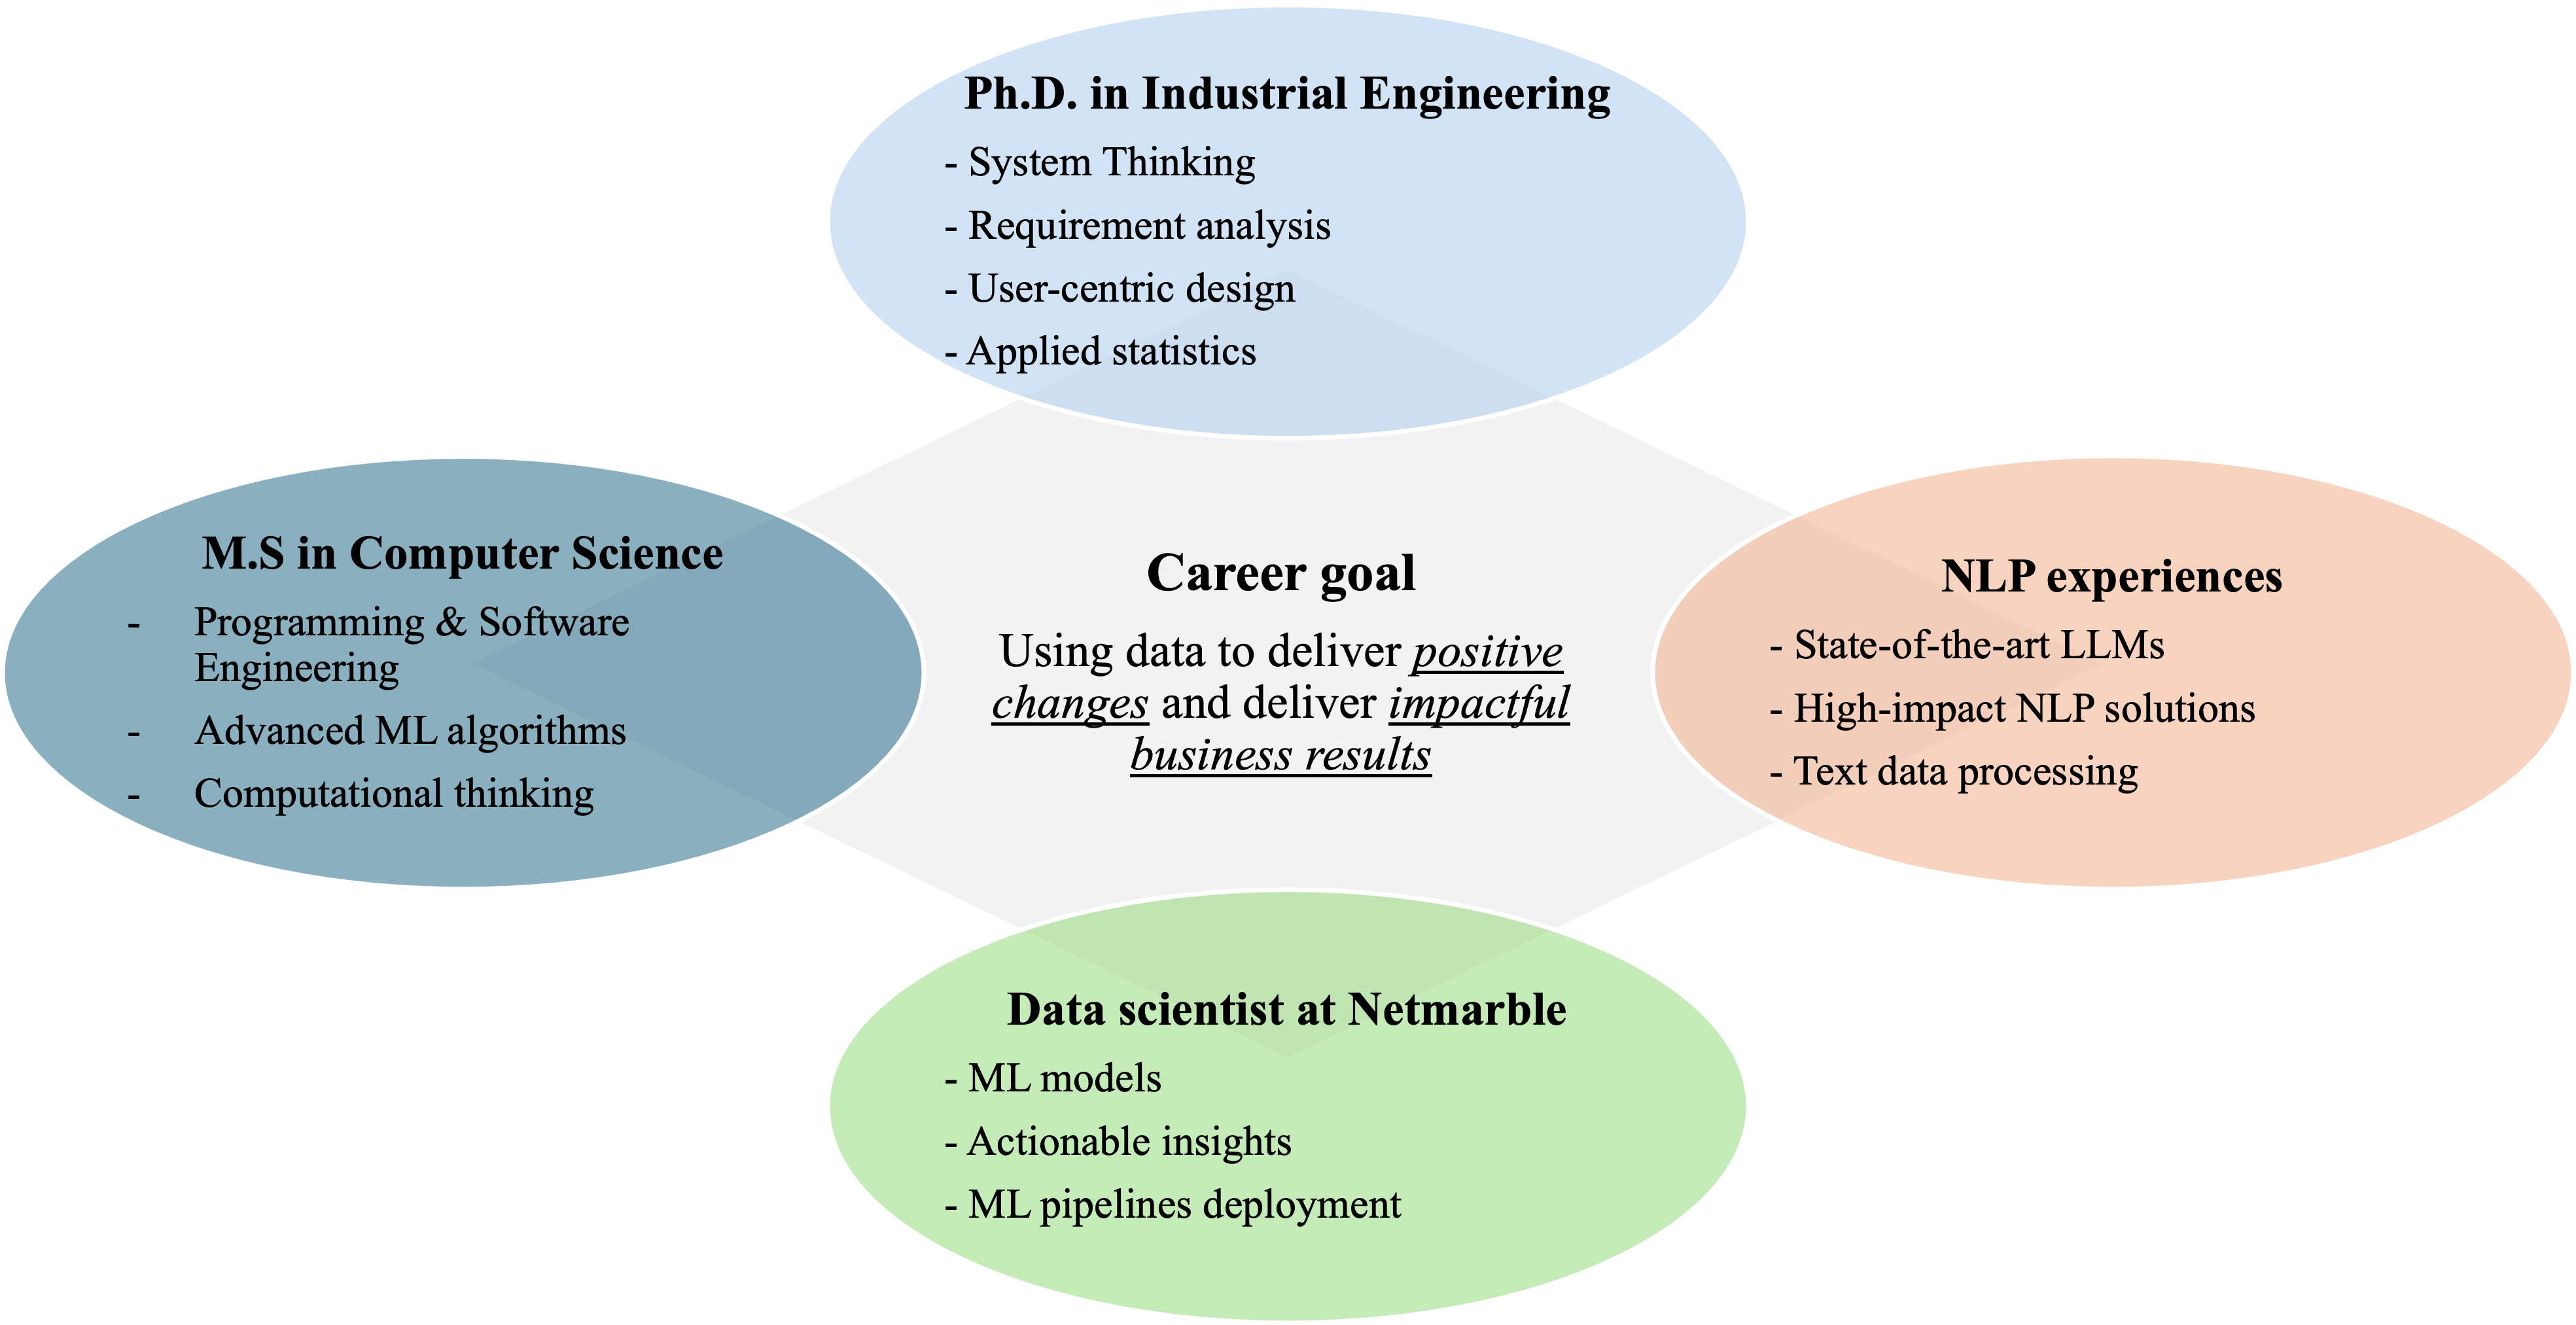 Ph.D. in Industrial Engineering
- System Thinking
- Requirement analysis
- User-centric design
- Applied statistics
M.S in Computer Science
- Programming & Software
Engineering
- Advanced ML algorithms
- Computational thinking
Career goal
Using data to deliver positive
changes and deliver impactful
business results
NLP experiences
- State-of-the-art LLMs
- High-impact NLP solutions
- Text data processing
Data scientist at Netmarble
- ML models
- Actionable insights
- ML pipelines deployment